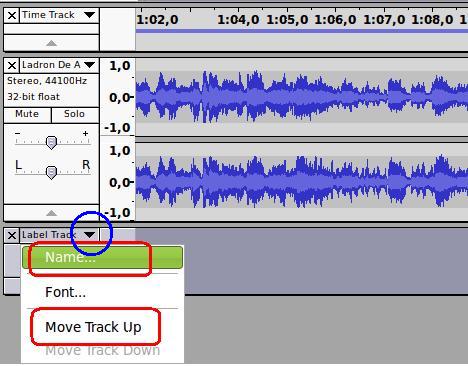 Time Track
1:02,0 1:04,0 1:05,0 1:06,0 1:07,0 1:08,0
X Ladron De A
Stereo, 44100Hz
32-bit float
Mute Solo
- +
L R
1,0
0,0-
-1,0
1,0
0,0-
-1,0
X Label Track
Name...
Font...
Move Track Up
Move Track Down